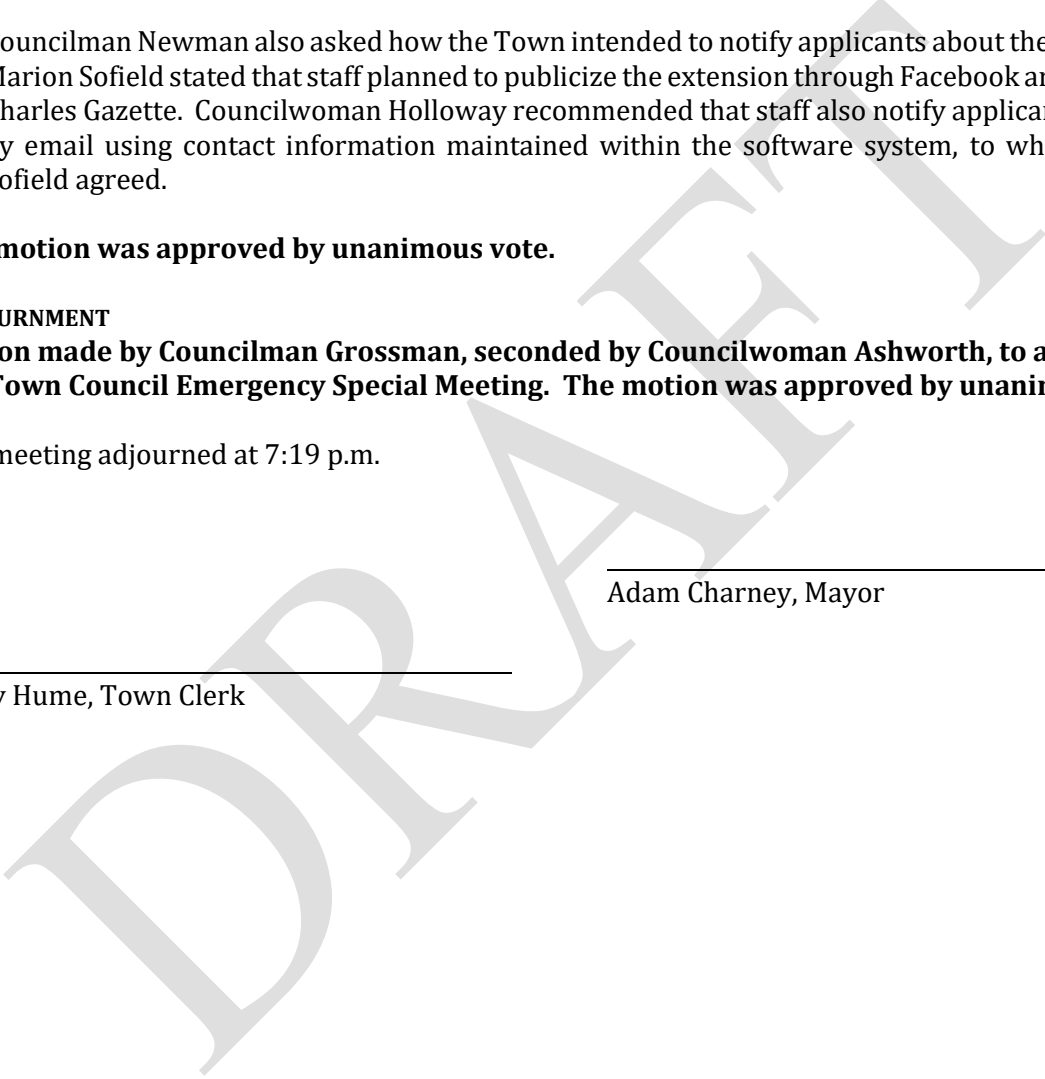 ouncilman Newman also asked how the Town intended to notify applicants about the
Marion Sofield stated that staff planned to publicize the extension through Facebook an
harles Gazette. Councilwoman Holloway recommended that staff also notify applican
y email using contact information maintained within the software system, to wh
ofield agreed.
motion was approved by unanimous vote.
URNMENT
on made by Councilman Grossman, seconded by Councilwoman Ashworth, to a
Town Council Emergency Special Meeting. The motion was approved by unanin
meeting adjourned at 7:19 p.m.
Adam Charney, Mayor
y Hume, Town Clerk
DRAFT